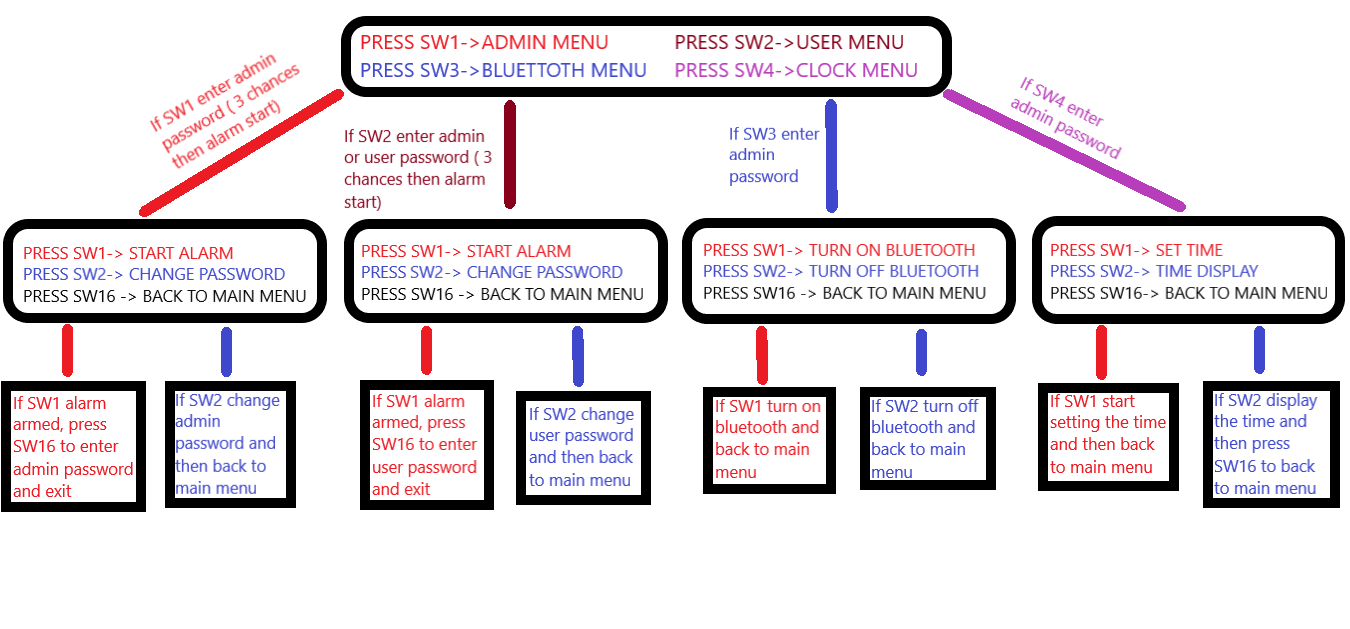 PRESS SW1->ADMIN MENU PRESS SW2->USER MENU
PRESS SW3->BLUETTOTH MENU PRESS SW4->CLOCK MENU
If SW1 enter admin
password ( 3 chances
then alarm start)
If SW2 enter admin
or user password ( 3
chances then alarm
start)
If SW3 enter
admin
password
If SW4 enter
admin password
PRESS SW1-> START ALARM
PRESS SW2-> CHANGE PASSWORD
PRESS SW16 -> BACK TO MAIN MENU
PRESS SW1-> START ALARM
PRESS SW2-> CHANGE PASSWORD
PRESS SW16 -> BACK TO MAIN MENU
PRESS SW1-> TURN ON BLUETOOTH
PRESS SW2-> TURN OFF BLUETOOTH
PRESS SW16 -> BACK TO MAIN MENU
PRESS SW1-> SET TIME
PRESS SW2-> TIME DISPLAY
PRESS SW16-> BACK TO MAIN MENU
If SW1 alarm
armed, press
SW16 to enter
admin password
and exit
If SW2 change
admin
password and
then back to
main menu
If SW1 alarm
armed, press
SW16 to enter
user password
and exit
If SW2 change
user password
and then back
to main menu
If SW1 turn on
bluetooth and
back to main
menu
If SW2 turn off
bluetooth and
back to main
menu
If SW1 start
setting the time
and then back
to main menu
If SW2 display
the time and
then press
SW16 to back
to main menu